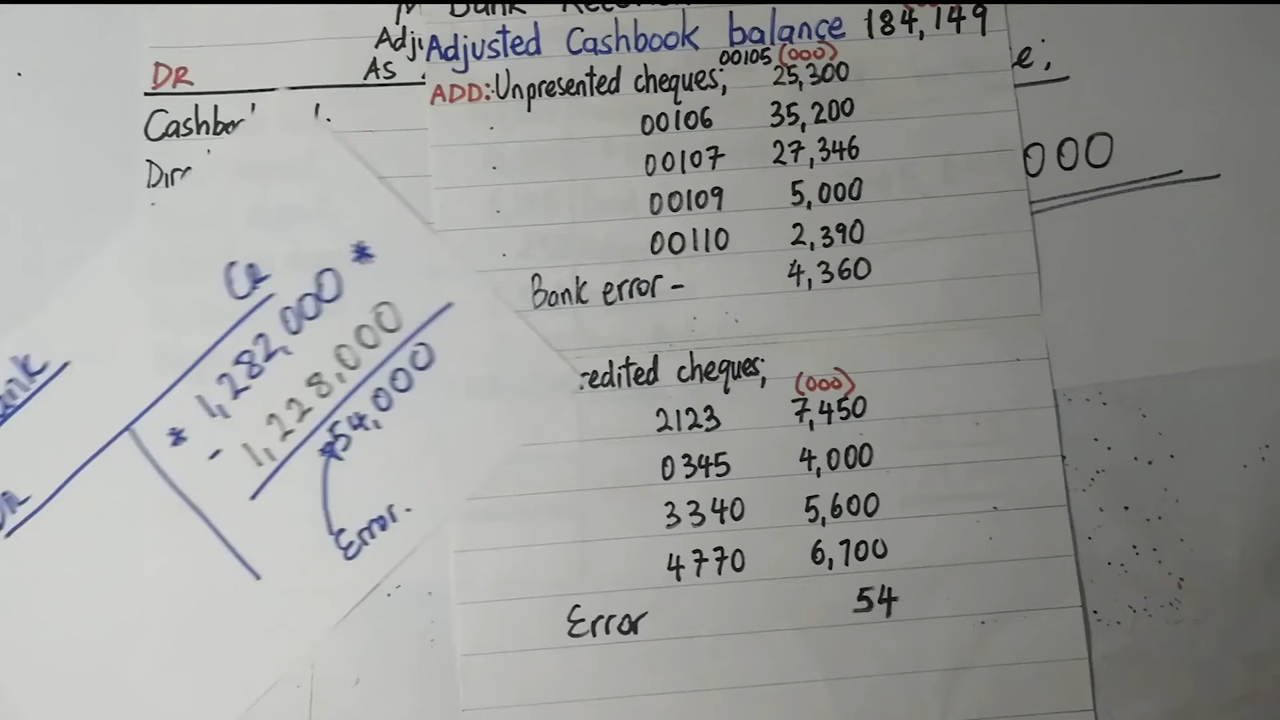 Bank
Adj
Adjusted Cashbook balance 184,149
DR
AS
00105 (000)
ADD: Unpresented cheques; 25,300
e;
Cashbo
00106 35,200
00107 27,346
000
Dir
00109 5,000
00110 2,390
Bank error - 4,360
CR
* 1,282,000 *
- 1,228,000
54,000
Error.
redited cheques;
(000)
2123 7,450
0345 4,000
3340 5,600
4770 6,700
Error 54